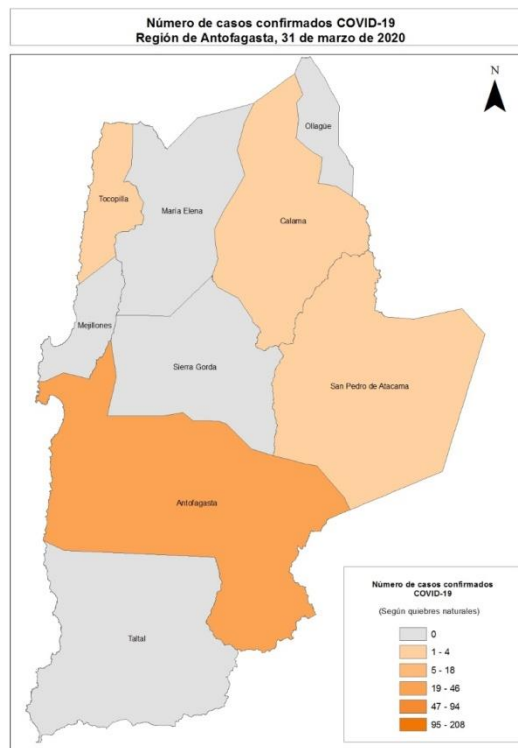 Número de casos confirmados COVID-19
Región de Antofagasta, 31 de marzo de 2020
N
Ollagüe
Tocopilla
María Elena
Calama
Mejillones
Sierra Gorda
San Pedro de Atacama
Antofagasta
Taltal
Número de casos confirmados
COVID-19
(Según quiebres naturales)
0
1 - 4
5 - 18
19 - 46
47 - 94
95 - 208